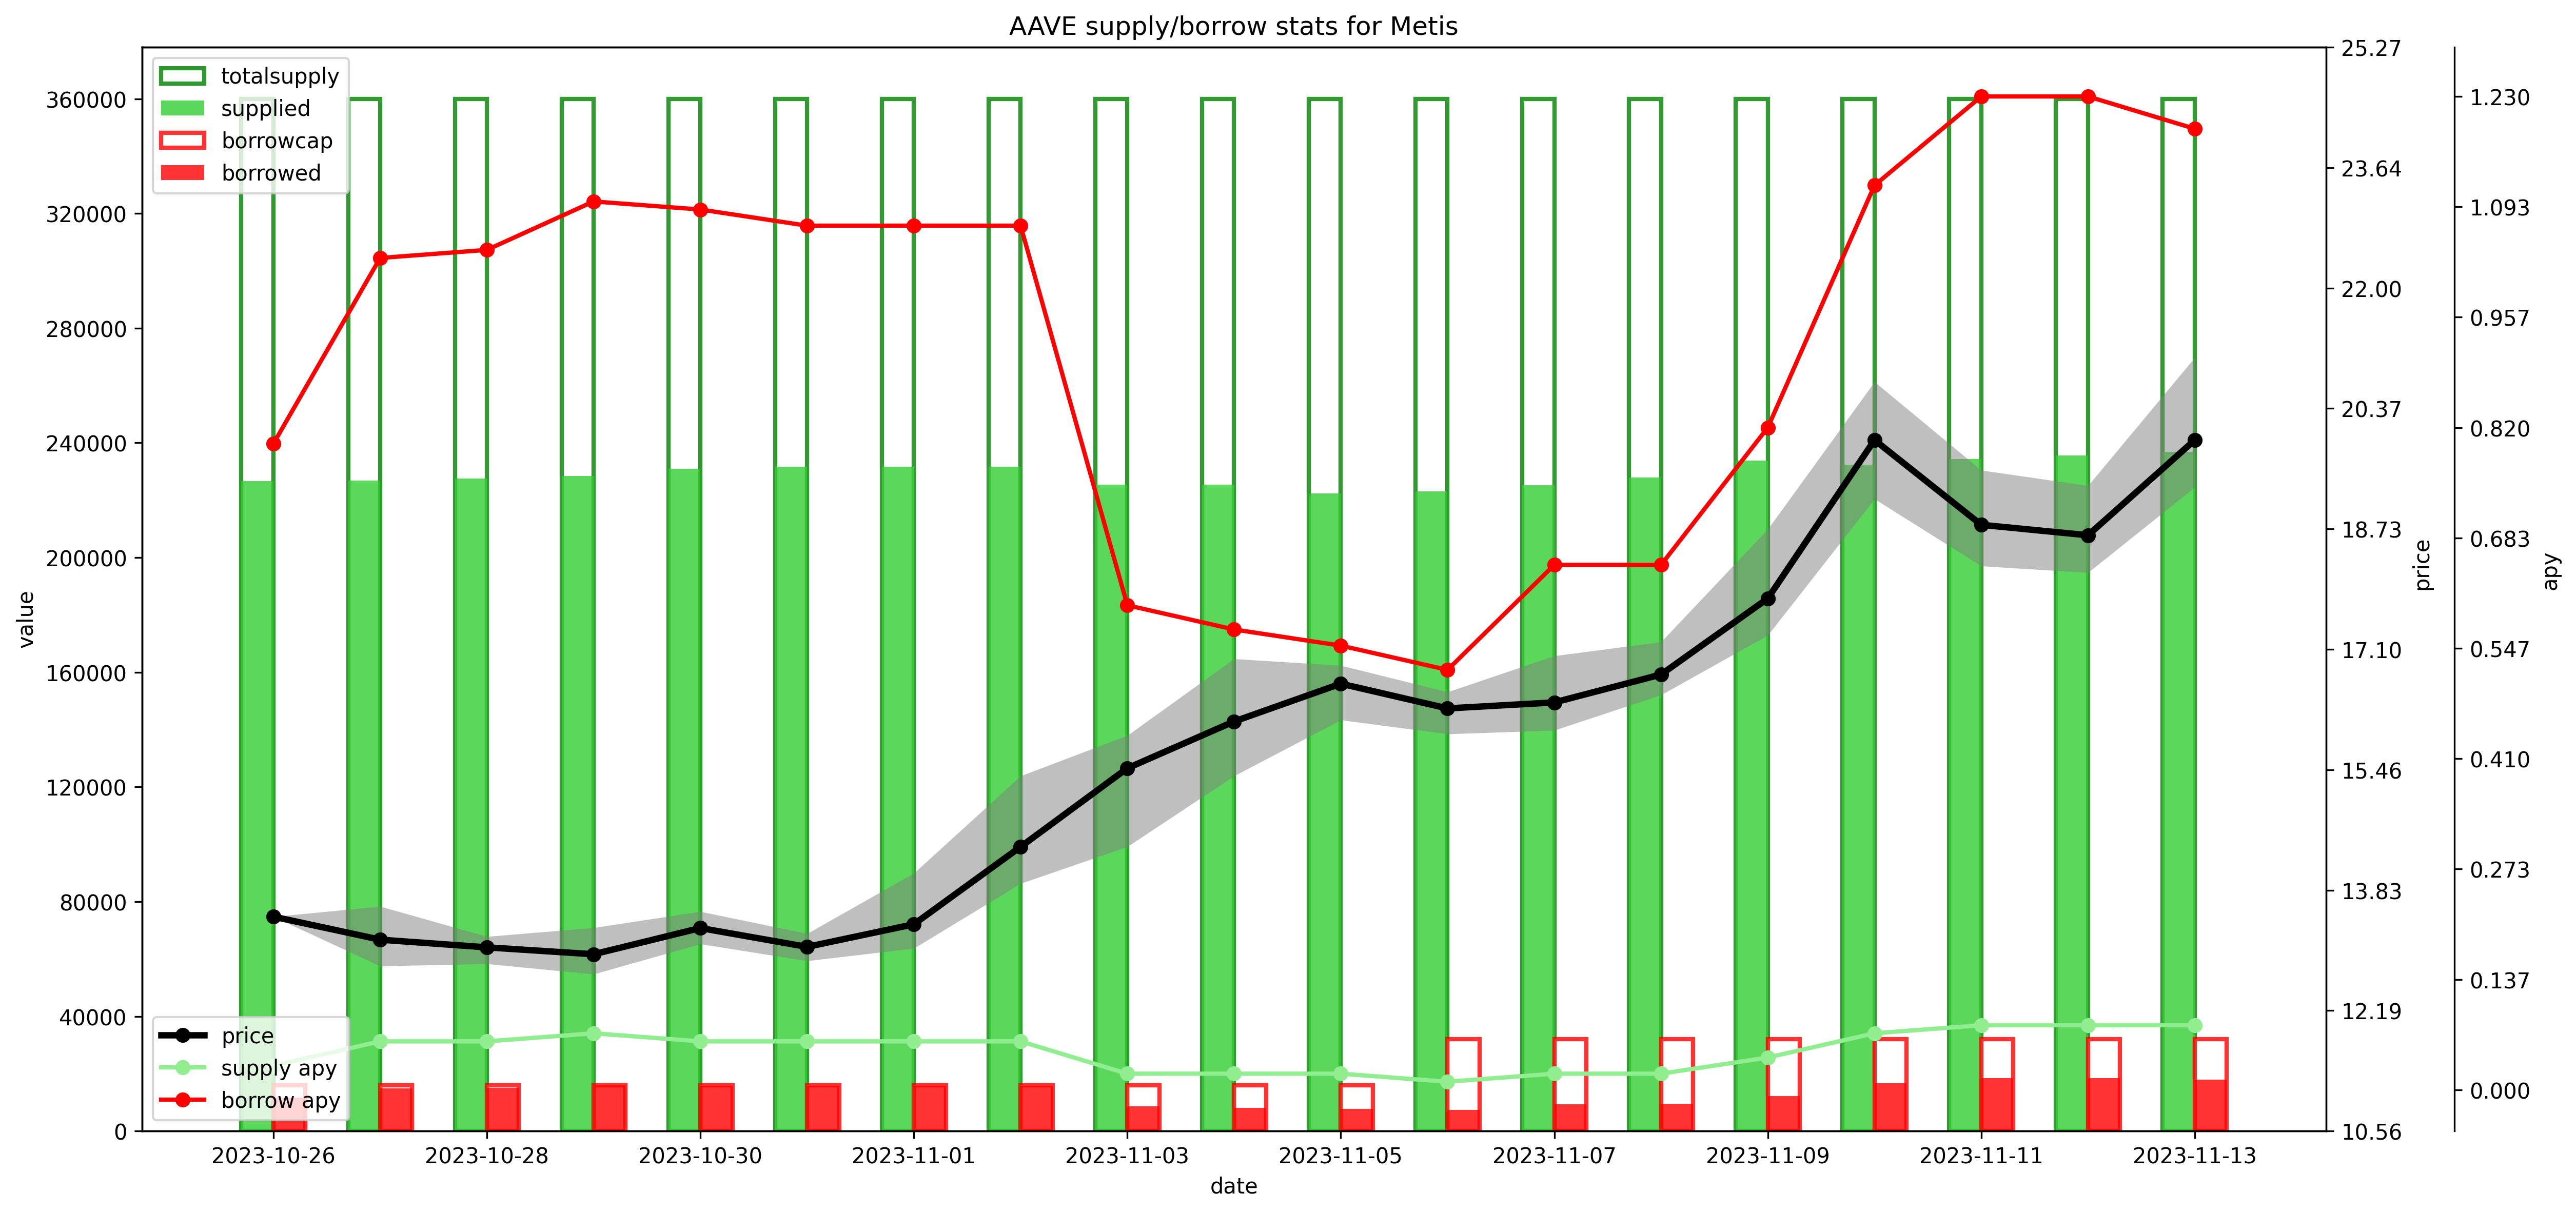 AAVE supply/borrow stats for Metis
totalsupply
supplied
borrowcap
borrowed
price
supply apy
borrow apy
value
360000
320000
280000
240000
200000
160000
120000
80000
40000
0
25.27
23.64
22.00
20.37
18.73
17.10
15.46
13.83
12.19
10.56
price
1.230
1.093
0.957
0.820
0.683
0.547
0.410
0.273
0.137
0.000
apy
2023-10-26 2023-10-28 2023-10-30 2023-11-01 2023-11-03 2023-11-05 2023-11-07 2023-11-09 2023-11-11 2023-11-13
date